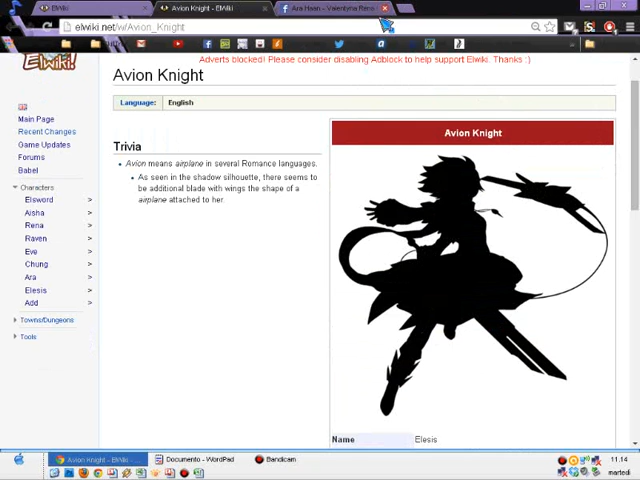 ElWiki
Avion Knight - ElWiki
Ara Haan - Valentyna Rena
elwiki.net/w/Avion_Knight
Adverts blocked! Please consider disabling Adblock to help support Elwiki. Thanks :)
Avion Knight
Language: English
Main Page
Recent Changes
Game Updates
Forums
Babel
Characters
Elsword >
Aisha >
Rena >
Raven >
Eve >
Chung >
Ara >
Elesis >
Add >
Towns/Dungeons
Tools
Trivia
Avion means airplane in several Romance languages.
As seen in the shadow silhouette, there seems to
be additional blade with wings the shape of a
airplane attached to her.
Avion Knight
Name Elesis
Avion Knight - ElWiki
Documento - WordPad
Bandicam
11.14
martedì